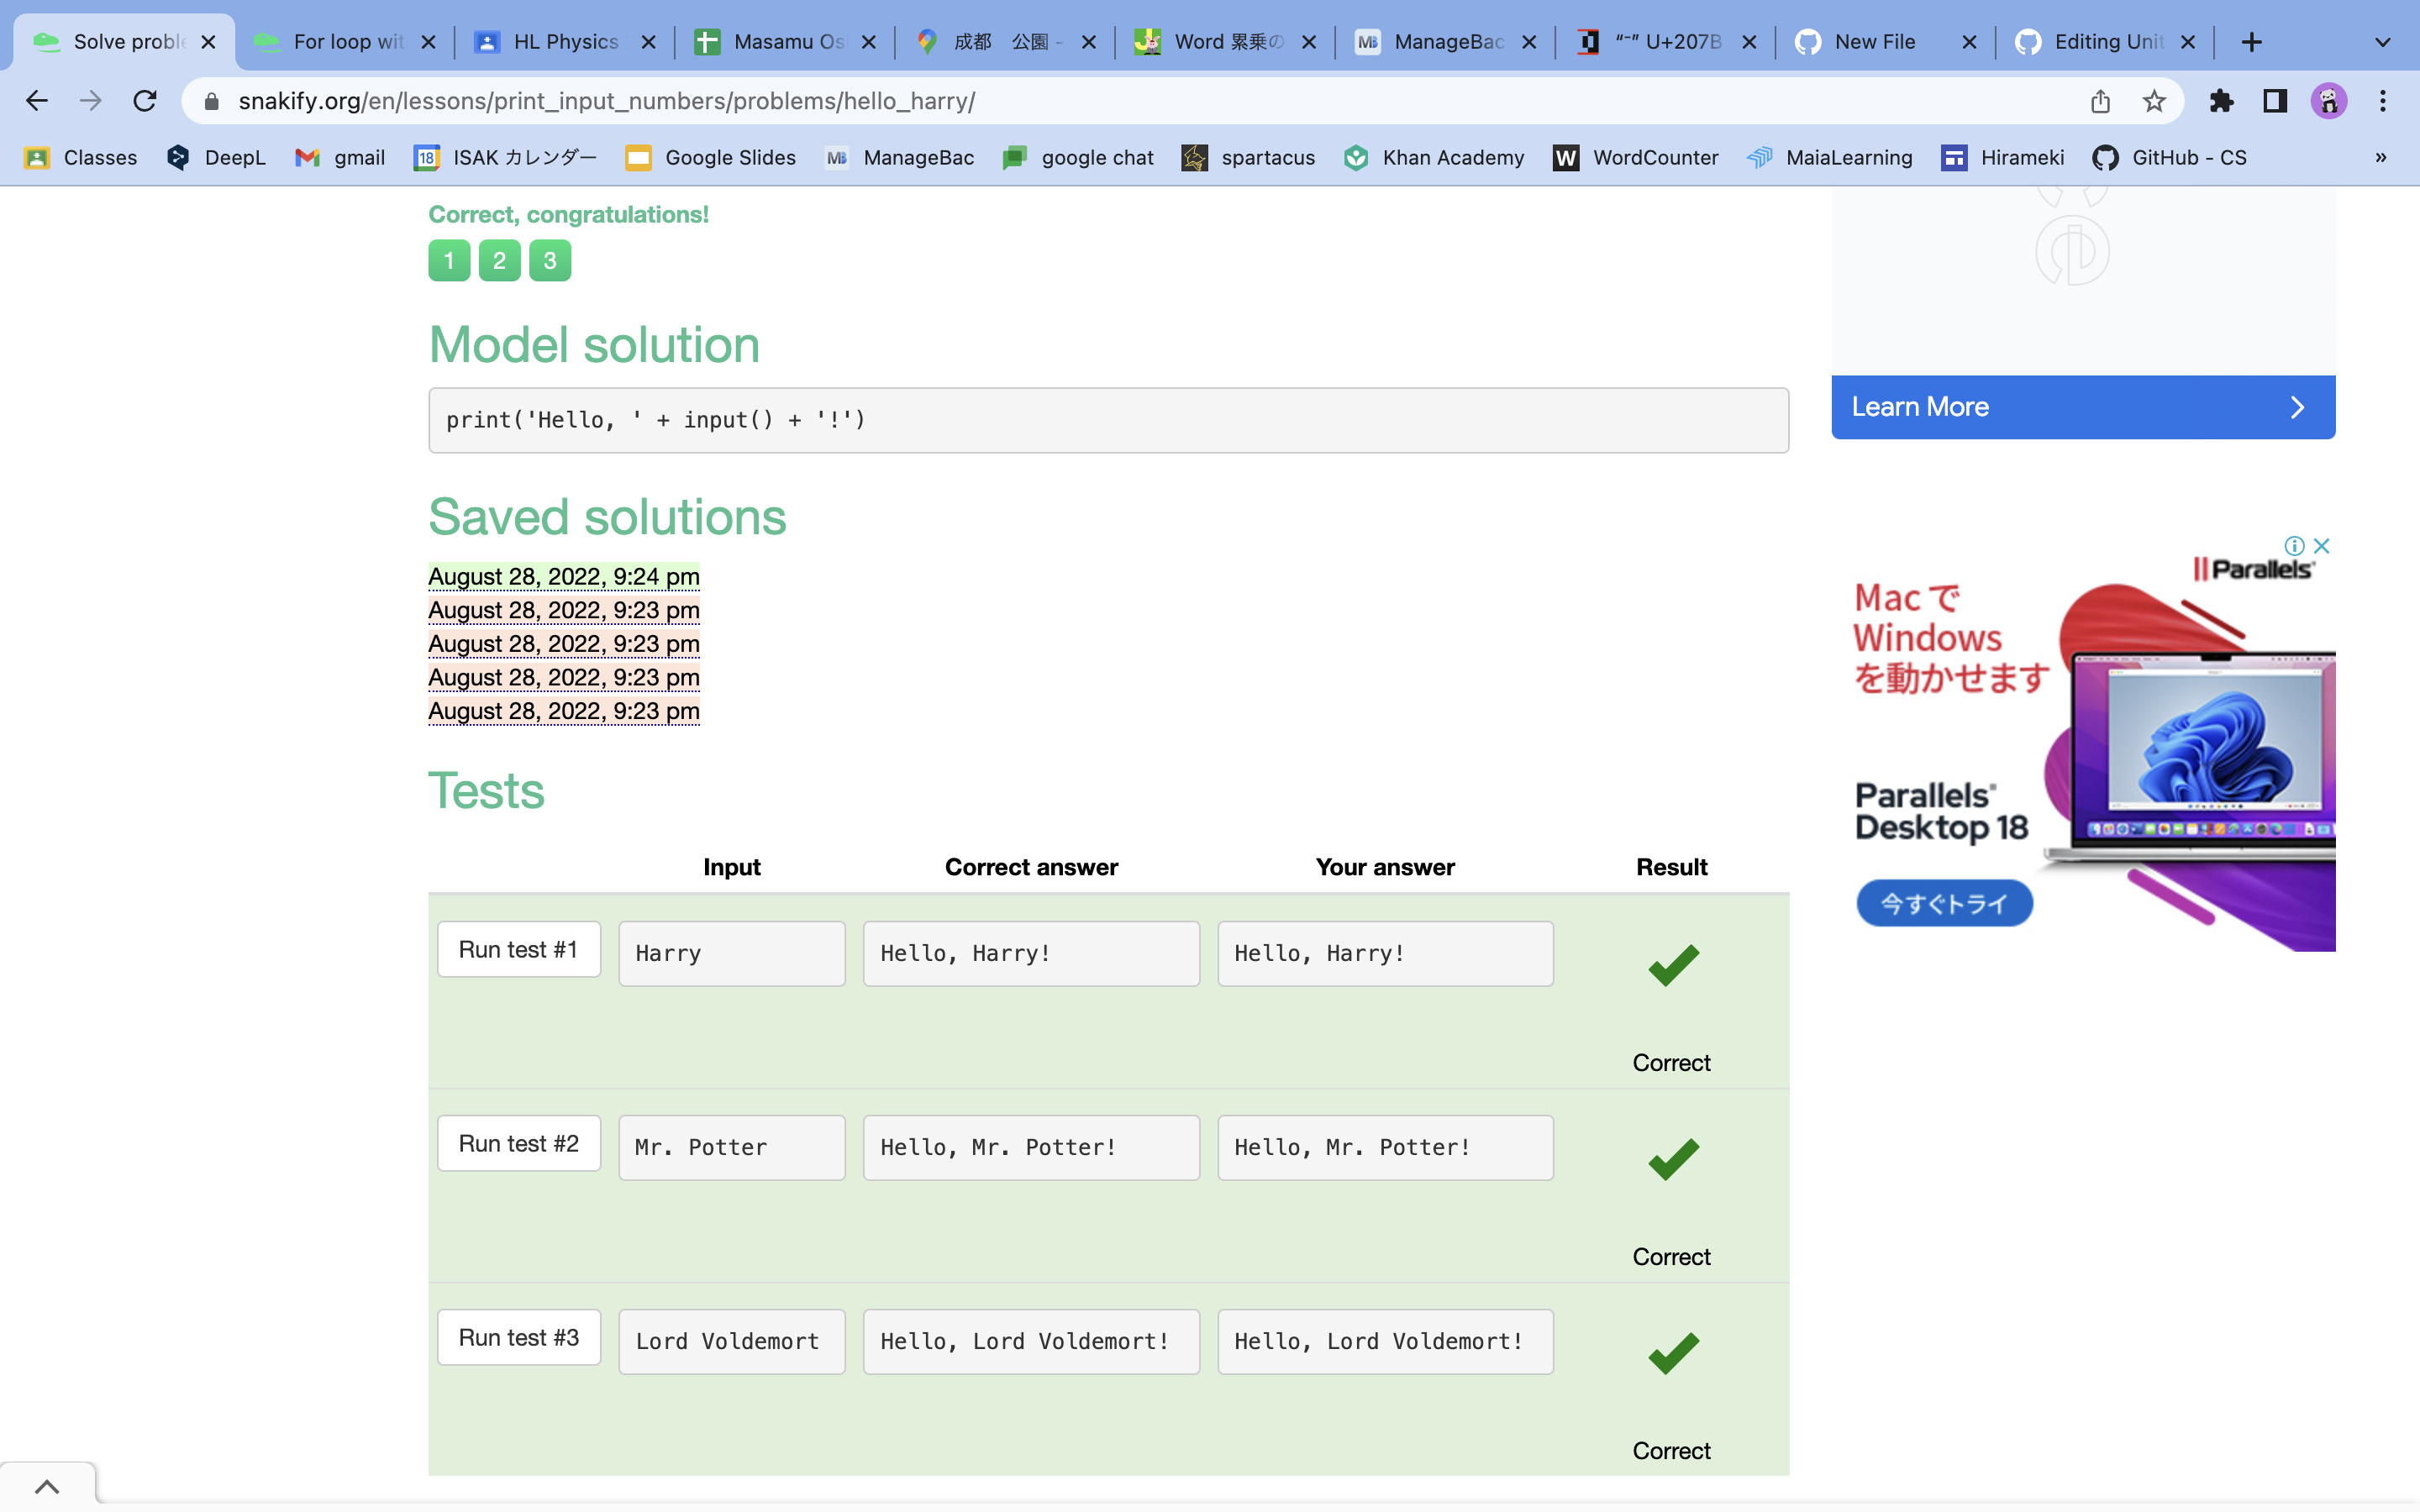 Solve proble
For loop wit
HL Physics
Masamu Os
成都 公園 -
Word 累乗の
ManageBac
“⁻” U+207B
New File
Editing Unit
snakify.org/en/lessons/print_input_numbers/problems/hello_harry/
Classes
DeepL
gmail
18
ISAK カレンダー
Google Slides
MB
ManageBac
google chat
spartacus
Khan Academy
W
WordCounter
MaiaLearning
Hirameki
GitHub - CS
»
Correct, congratulations!
1 2 3
Model solution
print('Hello, ' + input() + '!')
Saved solutions
August 28, 2022, 9:24 pm
August 28, 2022, 9:23 pm
August 28, 2022, 9:23 pm
August 28, 2022, 9:23 pm
August 28, 2022, 9:23 pm
Tests
Input Correct answer Your answer Result
Run test #1 Harry Hello, Harry! Hello, Harry!
Correct
Run test #2 Mr. Potter Hello, Mr. Potter! Hello, Mr. Potter!
Correct
Run test #3 Lord Voldemort Hello, Lord Voldemort! Hello, Lord Voldemort!
Correct
Learn More
Parallels®
Mac で
Windows
を動かせます
Parallels®
Desktop 18
今すぐトライ